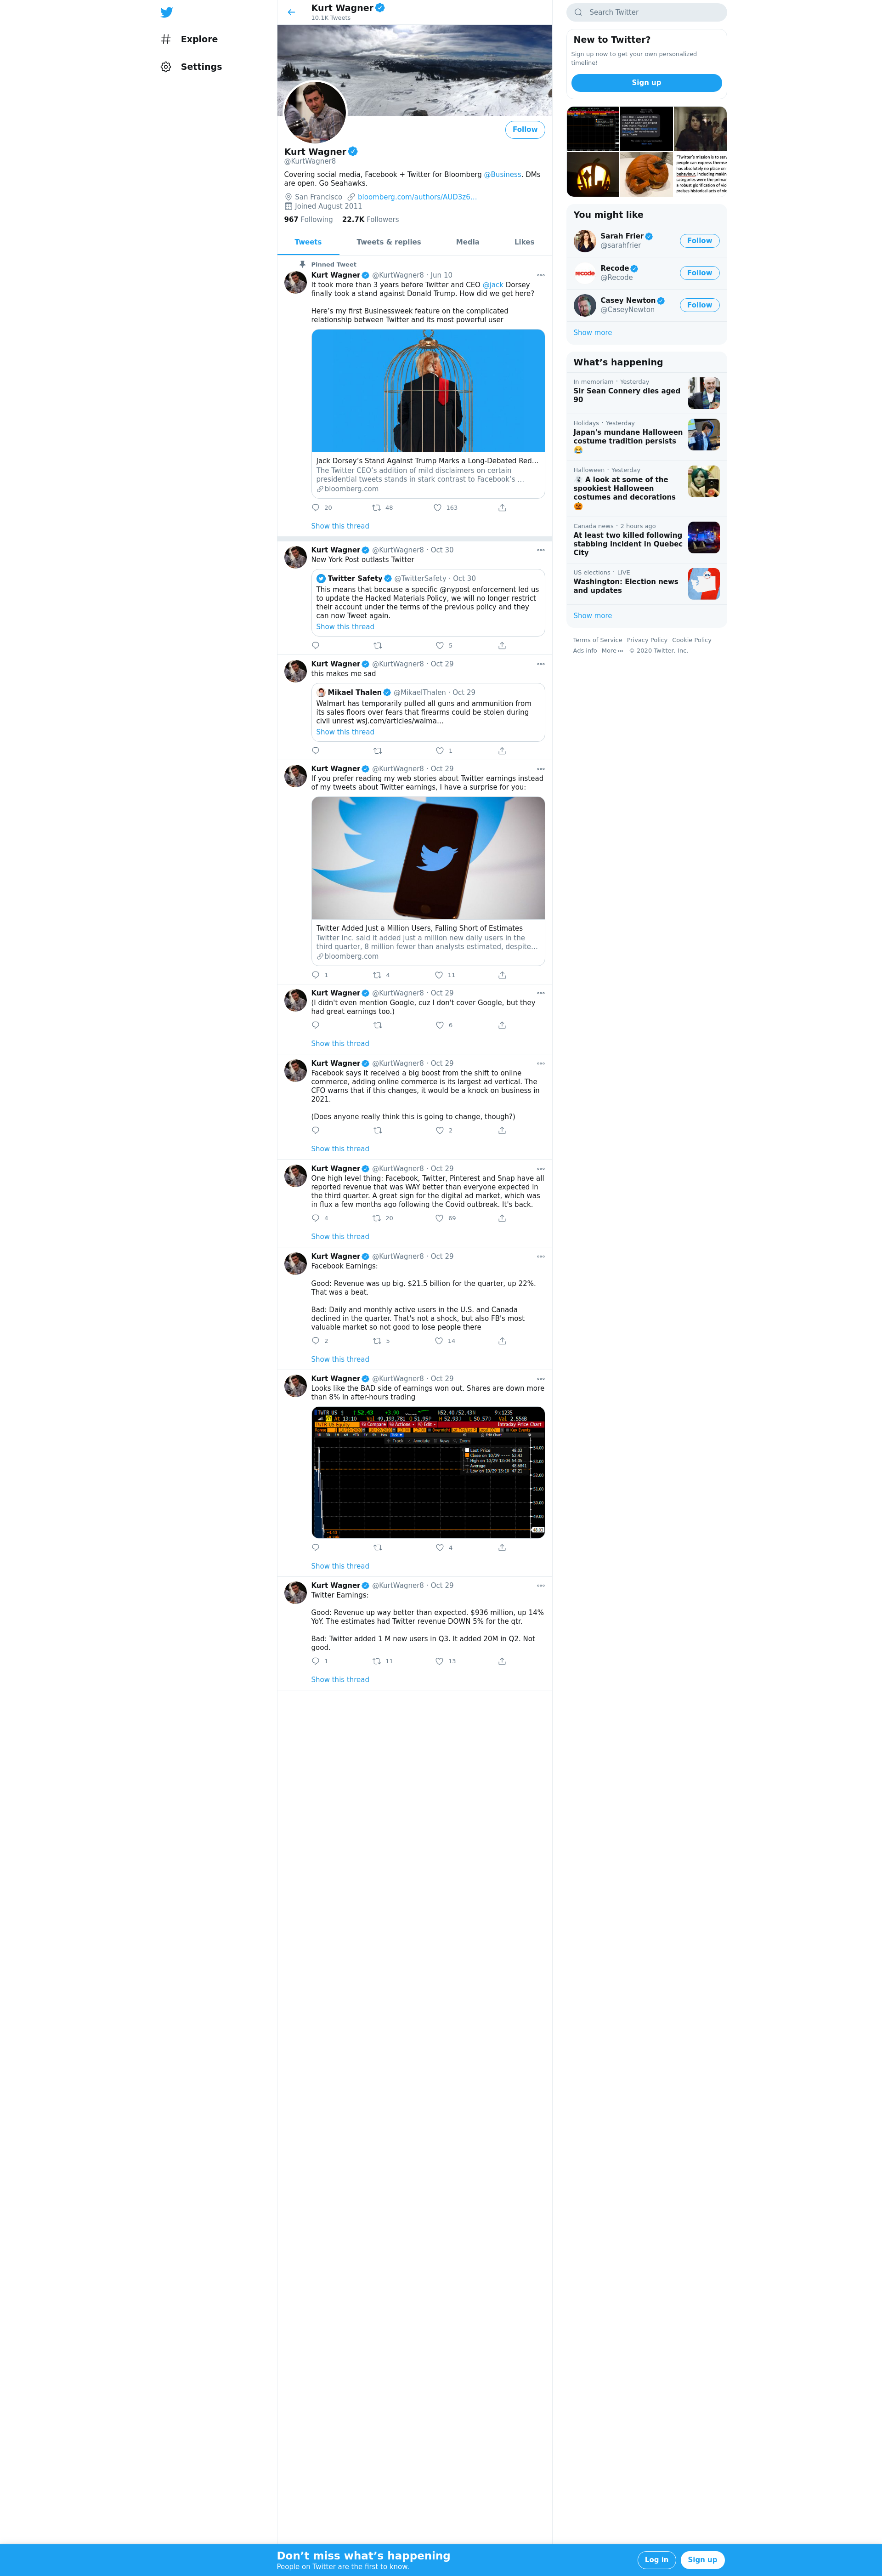 Explore
Settings
Kurt Wagner
10.1K Tweets
Follow
Kurt Wagner
@KurtWagner8
Covering social media, Facebook + Twitter for Bloomberg @Business. DMs
are open. Go Seahawks.
San Francisco bloomberg.com/authors/AUD3z6…
Joined August 2011
967 Following 22.7K Followers
Tweets Tweets & replies Media Likes
Pinned Tweet
Kurt Wagner @KurtWagner8 · Jun 10
It took more than 3 years before Twitter and CEO @jack Dorsey
finally took a stand against Donald Trump. How did we get here?
Here's my first Businessweek feature on the complicated
relationship between Twitter and its most powerful user
Jack Dorsey's Stand Against Trump Marks a Long-Debated Red…
The Twitter CEO's addition of mild disclaimers on certain
presidential tweets stands in stark contrast to Facebook's …
bloomberg.com
20 48 163
Show this thread
Kurt Wagner @KurtWagner8 · Oct 30
New York Post outlasts Twitter
Twitter Safety @TwitterSafety · Oct 30
This means that because a specific @nypost enforcement led us
to update the Hacked Materials Policy, we will no longer restrict
their account under the terms of the previous policy and they
can now Tweet again.
Show this thread
5
Kurt Wagner @KurtWagner8 · Oct 29
this makes me sad
Mikael Thalen @MikaelThalen · Oct 29
Walmart has temporarily pulled all guns and ammunition from
its sales floors over fears that firearms could be stolen during
civil unrest wsj.com/articles/walma…
Show this thread
1
Kurt Wagner @KurtWagner8 · Oct 29
If you prefer reading my web stories about Twitter earnings instead
of my tweets about Twitter earnings, I have a surprise for you:
Twitter Added Just a Million Users, Falling Short of Estimates
Twitter Inc. said it added just a million new daily users in the
third quarter, 8 million fewer than analysts estimated, despite…
bloomberg.com
1 4 11
Kurt Wagner @KurtWagner8 · Oct 29
(I didn't even mention Google, cuz I don't cover Google, but they
had great earnings too.)
6
Show this thread
Kurt Wagner @KurtWagner8 · Oct 29
Facebook says it received a big boost from the shift to online
commerce, adding online commerce is its largest ad vertical. The
CFO warns that if this changes, it would be a knock on business in
2021.
(Does anyone really think this is going to change, though?)
2
Show this thread
Kurt Wagner @KurtWagner8 · Oct 29
One high level thing: Facebook, Twitter, Pinterest and Snap have all
reported revenue that was WAY better than everyone expected in
the third quarter. A great sign for the digital ad market, which was
in flux a few months ago following the Covid outbreak. It's back.
4 20 69
Show this thread
Kurt Wagner @KurtWagner8 · Oct 29
Facebook Earnings:
Good: Revenue was up big. $21.5 billion for the quarter, up 22%.
That was a beat.
Bad: Daily and monthly active users in the U.S. and Canada
declined in the quarter. That's not a shock, but also FB's most
valuable market so not good to lose people there
2 5 14
Show this thread
Kurt Wagner @KurtWagner8 · Oct 29
Looks like the BAD side of earnings won out. Shares are down more
than 8% in after-hours trading
4
Show this thread
Kurt Wagner @KurtWagner8 · Oct 29
Twitter Earnings:
Good: Revenue up way better than expected. $936 million, up 14%
YoY. The estimates had Twitter revenue DOWN 5% for the qtr.
Bad: Twitter added 1 M new users in Q3. It added 20M in Q2. Not
good.
1 11 13
Show this thread
Search Twitter
New to Twitter?
Sign up now to get your own personalized
timeline!
Sign up
You might like
Sarah Frier
@sarahfrier
Follow
recode
Recode
@Recode
Follow
Casey Newton
@CaseyNewton
Follow
Show more
What's happening
In memoriam · Yesterday
Sir Sean Connery dies aged
90
Holidays · Yesterday
Japan's mundane Halloween
costume tradition persists
😂
Halloween · Yesterday
A look at some of the
spookiest Halloween
costumes and decorations
🎃
Canada news · 2 hours ago
At least two killed following
stabbing incident in Quebec
City
US elections · LIVE
Washington: Election news
and updates
Show more
Terms of Service Privacy Policy Cookie Policy
Ads info More ··· © 2020 Twitter, Inc.
Don't miss what's happening
People on Twitter are the first to know.
Log in
Sign up